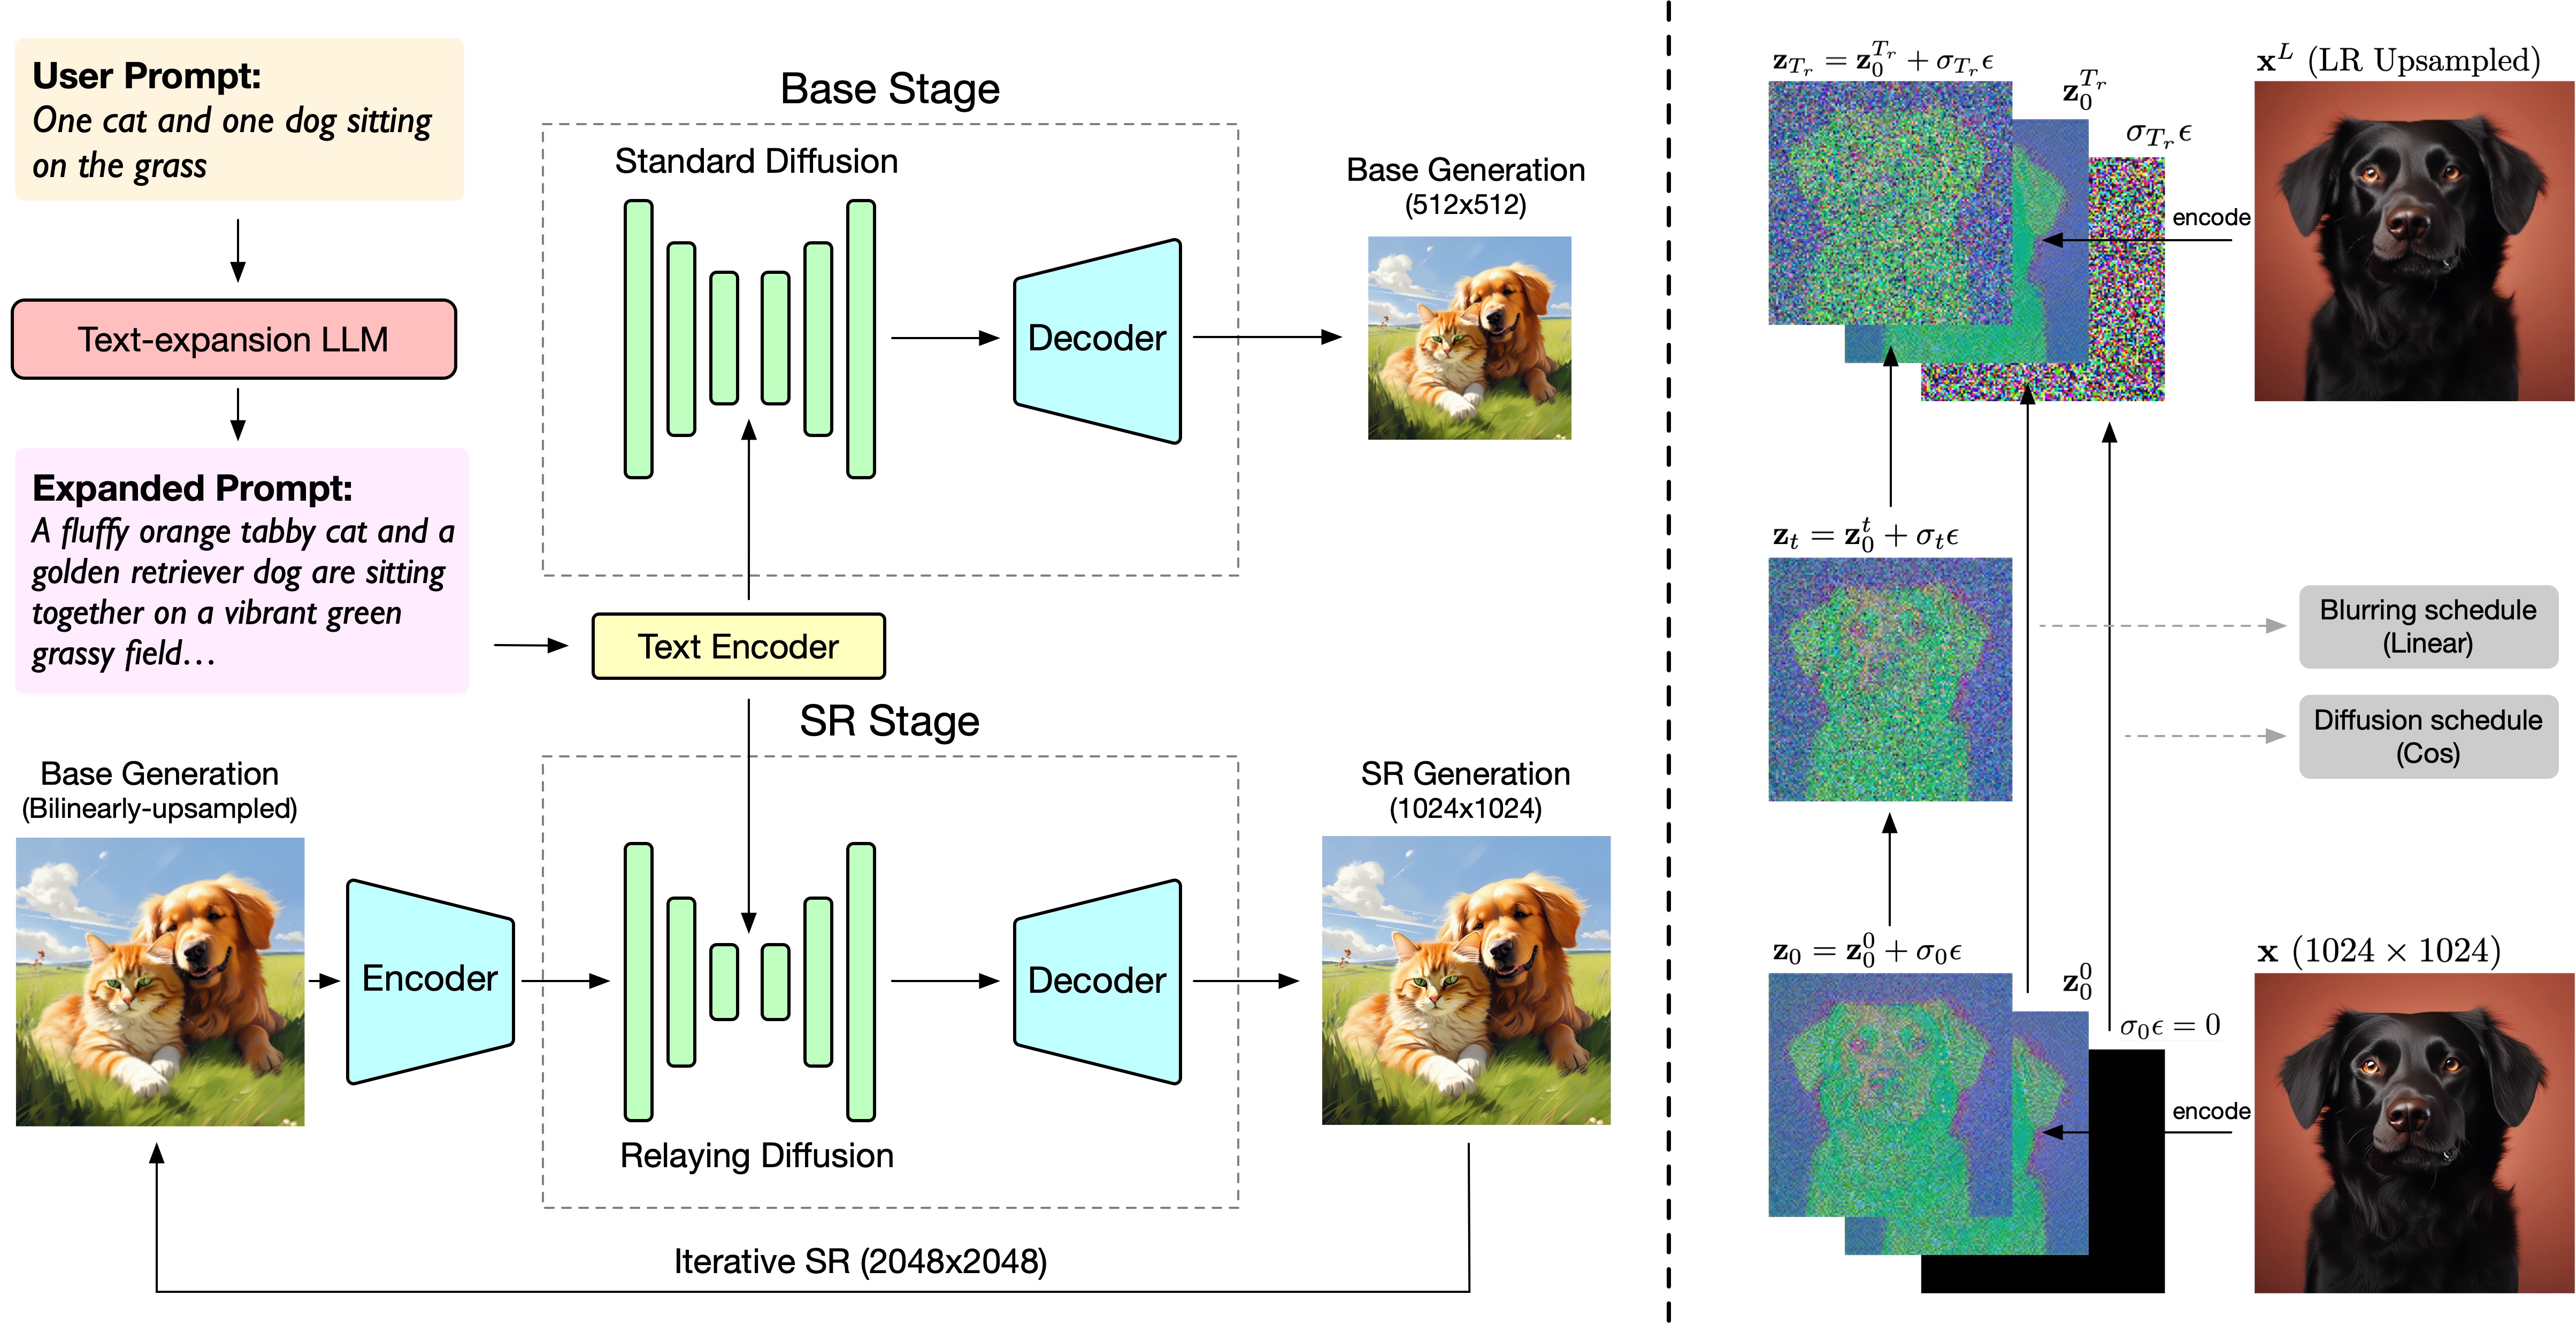 User Prompt:
One cat and one dog sitting
on the grass
Text-expansion LLM
Expanded Prompt:
A fluffy orange tabby cat and a
golden retriever dog are sitting
together on a vibrant green
grassy field…
Base Stage
Standard Diffusion
Decoder
Base Generation
(512x512)
Text Encoder
SR Stage
Base Generation
(Bilinearly-upsampled)
Encoder
Relaying Diffusion
Decoder
SR Generation
(1024x1024)
Iterative SR (2048x2048)
$\mathbf{z}_{T_r} = \mathbf{z}_0^{T_r} + \sigma_{T_r}\epsilon$
$\mathbf{z}_0^{T_r}$
$\sigma_{T_r}\epsilon$
$\mathbf{x}^L$ (LR Upsampled)
encode
$\mathbf{z}_t = \mathbf{z}_0^t + \sigma_t\epsilon$
Blurring schedule
(Linear)
Diffusion schedule
(Cos)
$\mathbf{z}_0 = \mathbf{z}_0^0 + \sigma_0\epsilon$
$\mathbf{z}_0^0$
$\sigma_0\epsilon = 0$
$\mathbf{x}$ (1024 × 1024)
encode